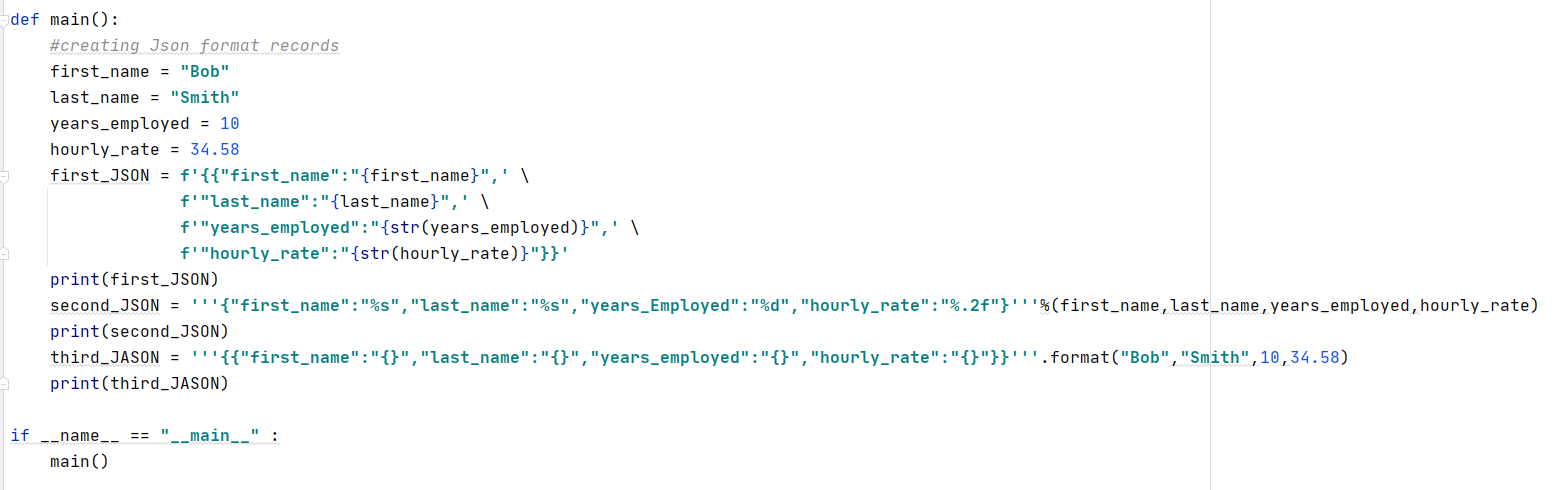 def main():
    #creating Json format records
    first_name = "Bob"
    last_name = "Smith"
    years_employed = 10
    hourly_rate = 34.58
    first_JSON = f'{{"first_name":"{first_name}",' \
                 f'"last_name":"{last_name}",' \
                 f'"years_employed":"{str(years_employed)}",' \
                 f'"hourly_rate":"{str(hourly_rate)}"}}'
    print(first_JSON)
    second_JSON = '''{"first_name":"%s","last_name":"%s","years_Employed":"%d","hourly_rate":"%.2f"}'''%(first_name,last_name,years_employed,hourly_rate)
    print(second_JSON)
    third_JASON = '''{{"first_name":"{}","last_name":"{}","years_employed":"{}","hourly_rate":"{}"}}'''.format("Bob","Smith",10,34.58)
    print(third_JASON)

if __name__ == "__main__" :
    main()